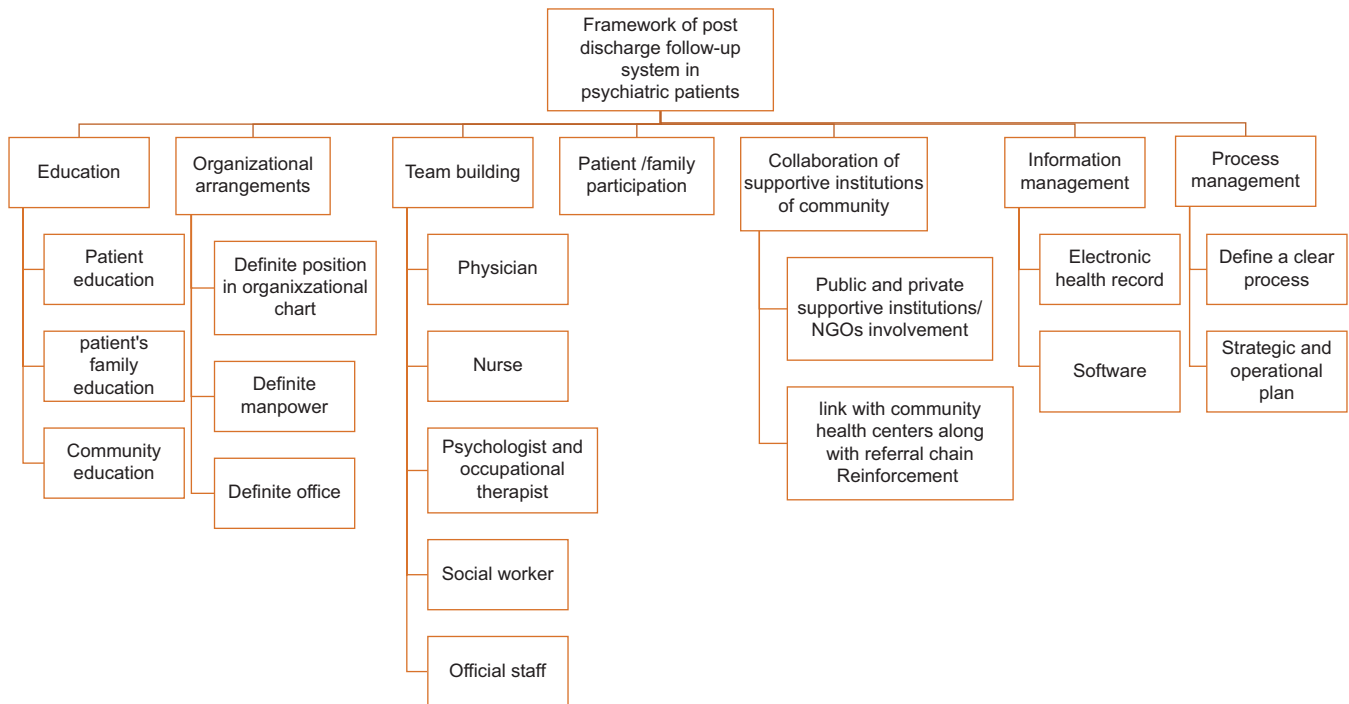 Framework of post
discharge follow-up
system in
psychiatric patients
Education
Organizational
arrangements
Team building
Patient /family
participation
Collaboration of
supportive institutions
of community
Information
management
Process
management
Patient
education
patient's
family
education
Community
education
Definite position
in organixzational
chart
Definite
manpower
Definite office
Physician
Nurse
Psychologist and
occupational
therapist
Social worker
Official staff
Public and private
supportive institutions/
NGOs involvement
link with community
health centers along
with referral chain
Reinforcement
Electronic
health record
Software
Define a clear
process
Strategic and
operational
plan